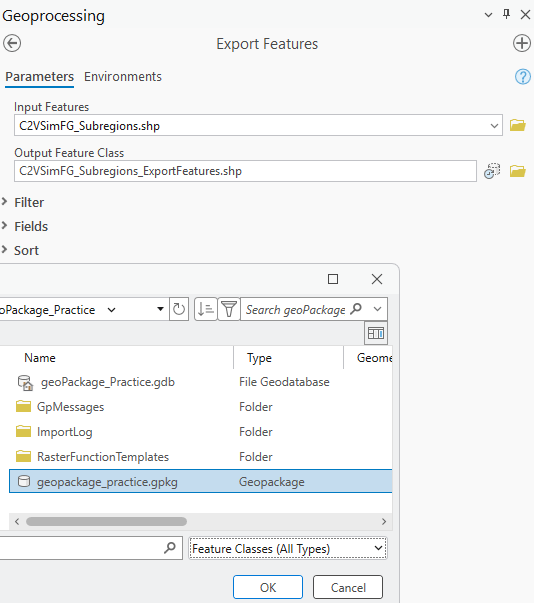 Geoprocessing
Export Features
Parameters Environments
Input Features
C2VSimFG_Subregions.shp
Output Feature Class
C2VSimFG_Subregions_ExportFeatures.shp
Filter
Fields
Sort
oPackage_Practice Search geoPackage
Name Type Geome
geoPackage_Practice.gdb File Geodatabase
GpMessages Folder
ImportLog Folder
RasterFunctionTemplates Folder
geopackage_practice.gpkg Geopackage
Feature Classes (All Types)
OK Cancel